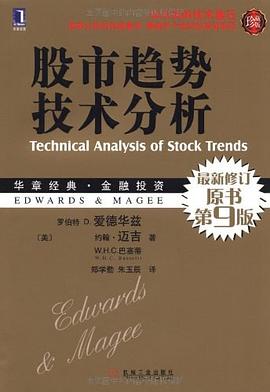 股市趋势
技术分析
Technical Analysis of Stock Trends
华章经典·金融投资
EDWARDS & MAGEE
最新修订
原书
第9版
罗伯特 D. 爱德华兹
(美) 约翰·迈吉 著
W.H.C.巴塞蒂
W.H.C. Bassetti
郑学勤 朱玉辰 译
Edwards
& Magee
机械工业出版社